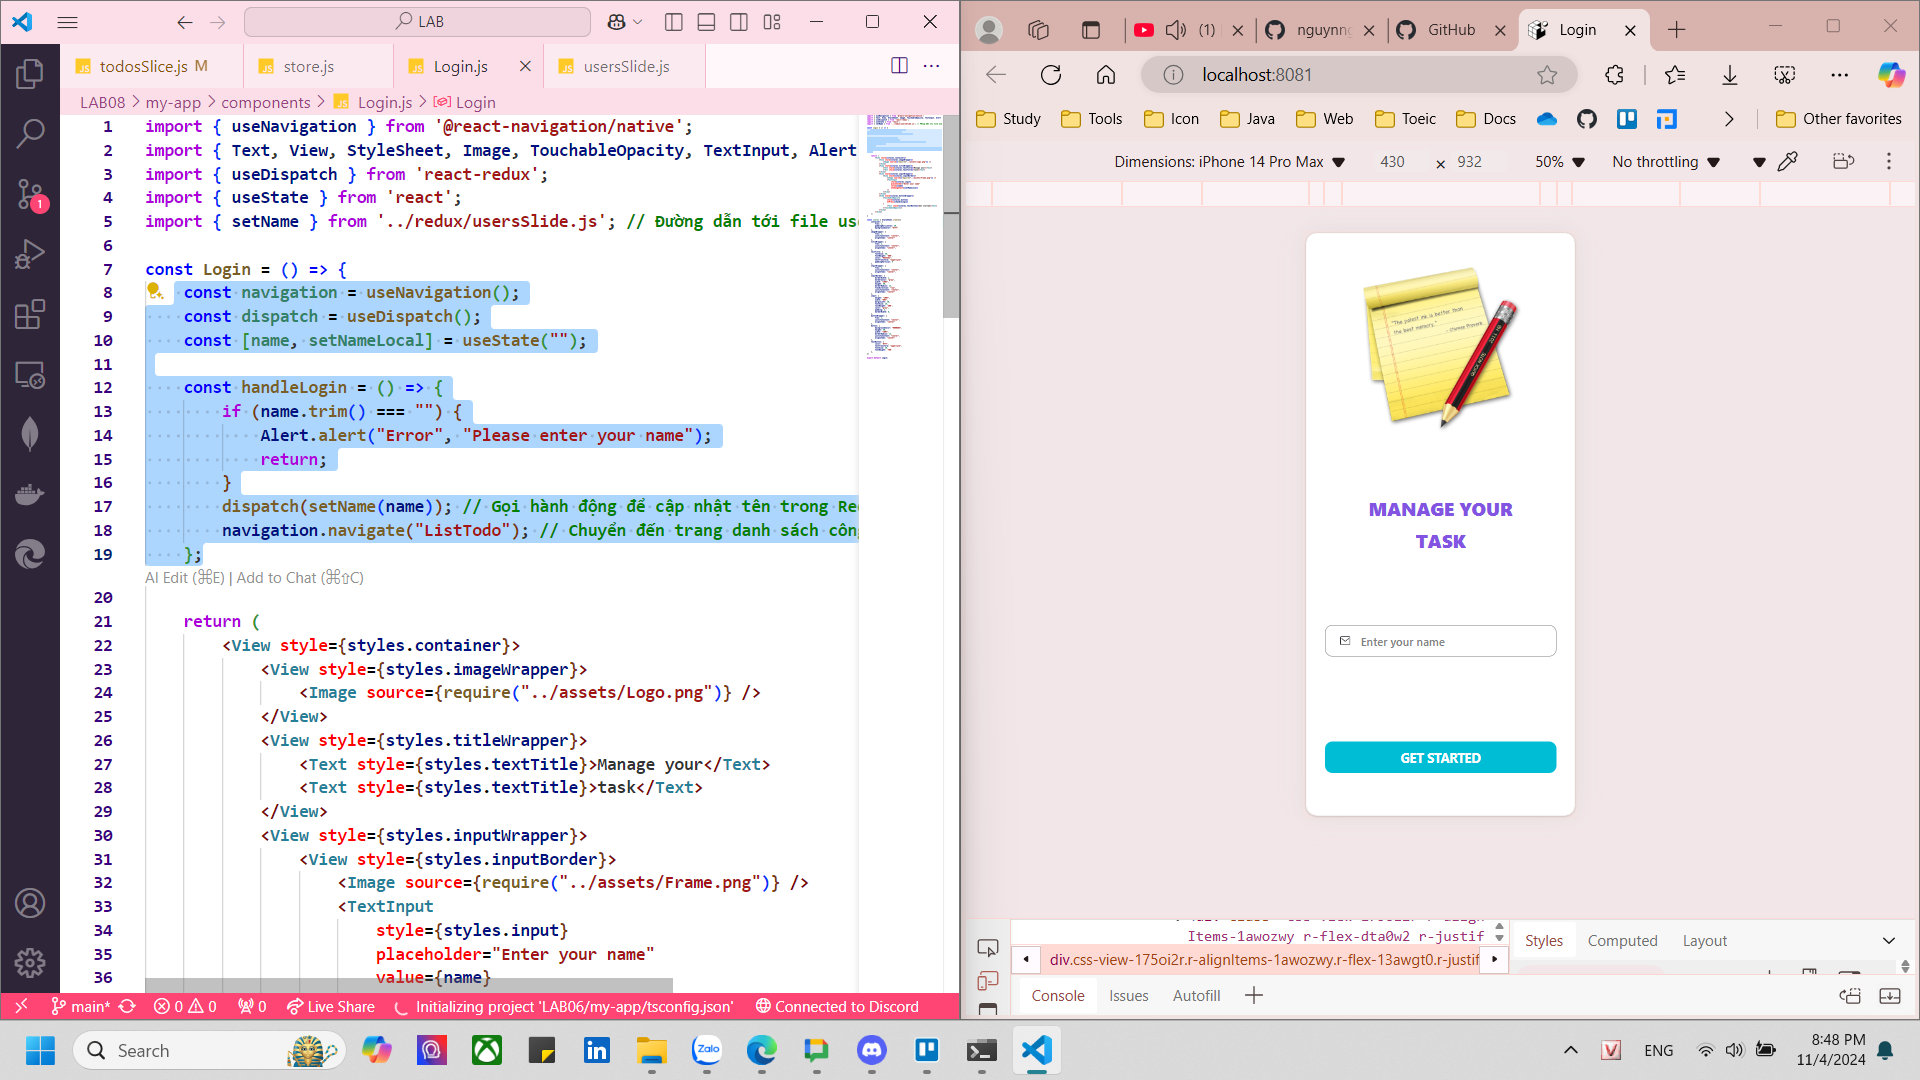 LAB
todosSlice.js M
store.js
Login.js
usersSlide.js
LAB08 > my-app > components > Login.js > Login
1 import { useNavigation } from '@react-navigation/native';
2 import { Text, View, StyleSheet, Image, TouchableOpacity, TextInput, Alert
3 import { useDispatch } from 'react-redux';
4 import { useState } from 'react';
5 import { setName } from '../redux/usersSlide.js'; // Đường dẫn tới file use
6
7 const Login = () => {
8 const navigation = useNavigation();
9 const dispatch = useDispatch();
10 const [name, setNameLocal] = useState("");
11
12 const handleLogin = () => {
13 if (name.trim() === "") {
14 Alert.alert("Error", "Please enter your name");
15 return;
16 }
17 dispatch(setName(name)); // Gọi hành động để cập nhật tên trong Re
18 navigation.navigate("ListTodo"); // Chuyển đến trang danh sách côn
19 };
AI Edit (⌘E) | Add to Chat (⌘⇧C)
20
21 return (
22 <View style={styles.container}>
23 <View style={styles.imageWrapper}>
24 <Image source={require("../assets/Logo.png")} />
25 </View>
26 <View style={styles.titleWrapper}>
27 <Text style={styles.textTitle}>Manage your</Text>
28 <Text style={styles.textTitle}>task</Text>
29 </View>
30 <View style={styles.inputWrapper}>
31 <View style={styles.inputBorder}>
32 <Image source={require("../assets/Frame.png")} />
33 <TextInput
34 style={styles.input}
35 placeholder="Enter your name"
36 value={name}
1
main* 0 0 0 Live Share Initializing project 'LAB06/my-app/tsconfig.json' Connected to Discord
(1)
nguynng
GitHub
Login
localhost:8081
Study Tools Icon Java Web Toeic Docs Other favorites
Dimensions: iPhone 14 Pro Max 430 × 932 50% No throttling
"The palest ink is better than
the best memory."
- Chinese Proverb
MANAGE YOUR
TASK
Enter your name
GET STARTED
Items-1awozwy r-flex-dta0w2 r-justif
div.css-view-175oi2r.r-alignItems-1awozwy.r-flex-13awgt0.r-justif
Styles Computed Layout
Console Issues Autofill
Search
Zalo
ENG
8:48 PM
11/4/2024